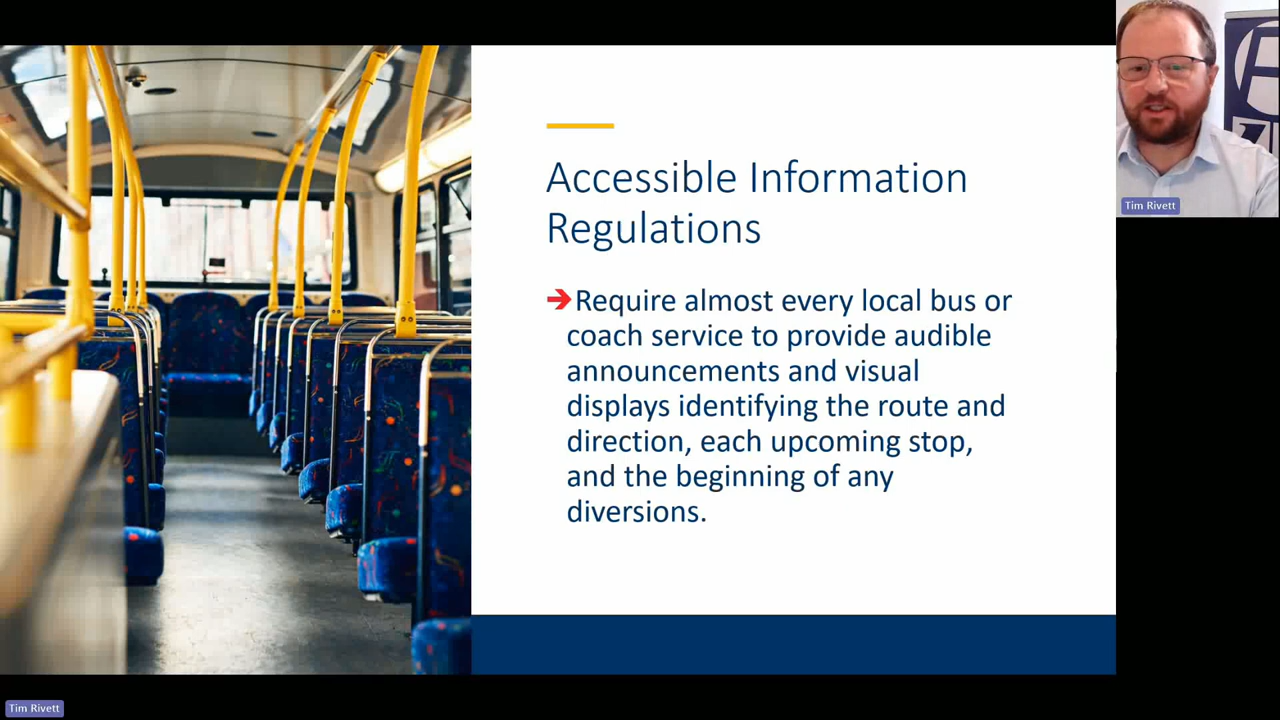 Accessible Information
Regulations
Require almost every local bus or
coach service to provide audible
announcements and visual
displays identifying the route and
direction, each upcoming stop,
and the beginning of any
diversions.
Tim Rivett
Tim Rivett